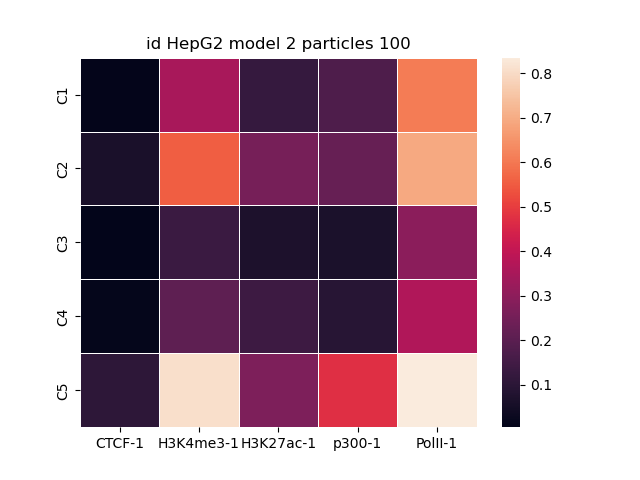 id HepG2 model 2 particles 100
C1
C2
C3
C4
C5
CTCF-1 H3K4me3-1 H3K27ac-1 p300-1 PolII-1
0.8
0.7
0.6
0.5
0.4
0.3
0.2
0.1